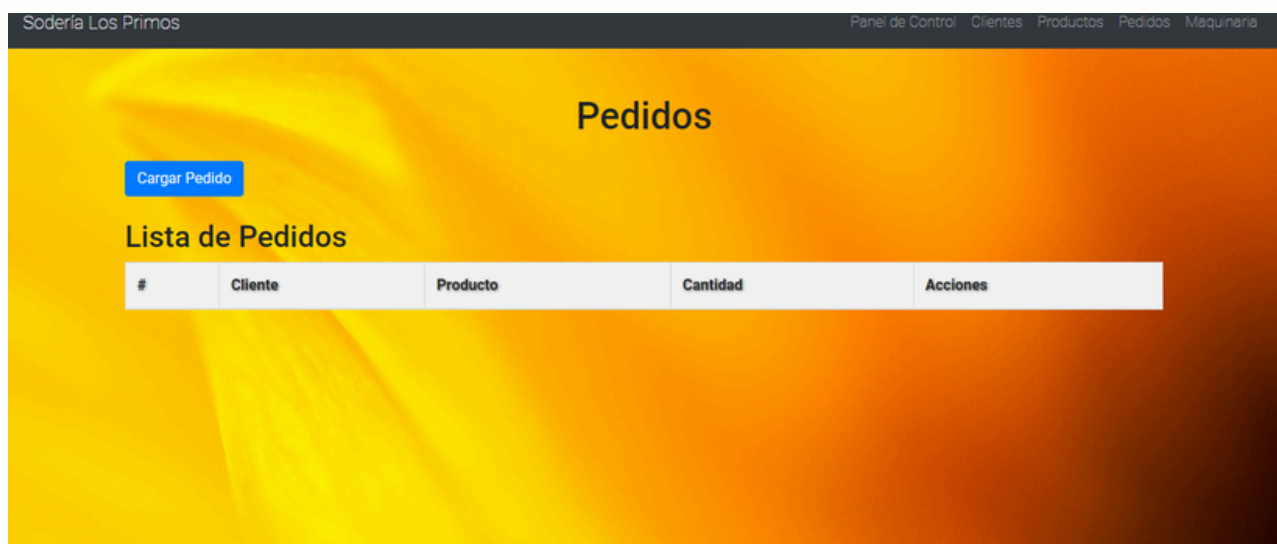 Sodería Los Primos
Panel de Control Clientes Productos Pedidos Maquinaria
Pedidos
Cargar Pedido
Lista de Pedidos
# Cliente Producto Cantidad Acciones